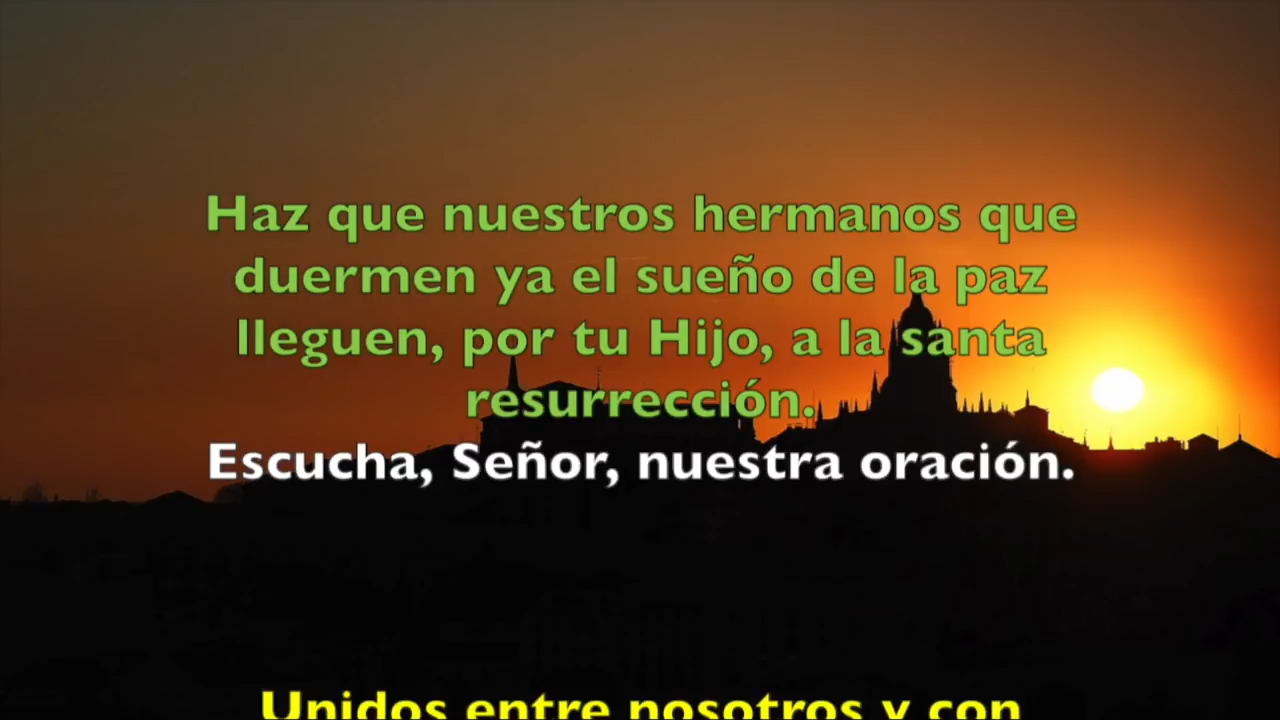 Haz que nuestros hermanos que
duermen ya el sueño de la paz
lleguen, por tu Hijo, a la santa
resurrección.
Escucha, Señor, nuestra oración.
Unidos entre nosotros y con